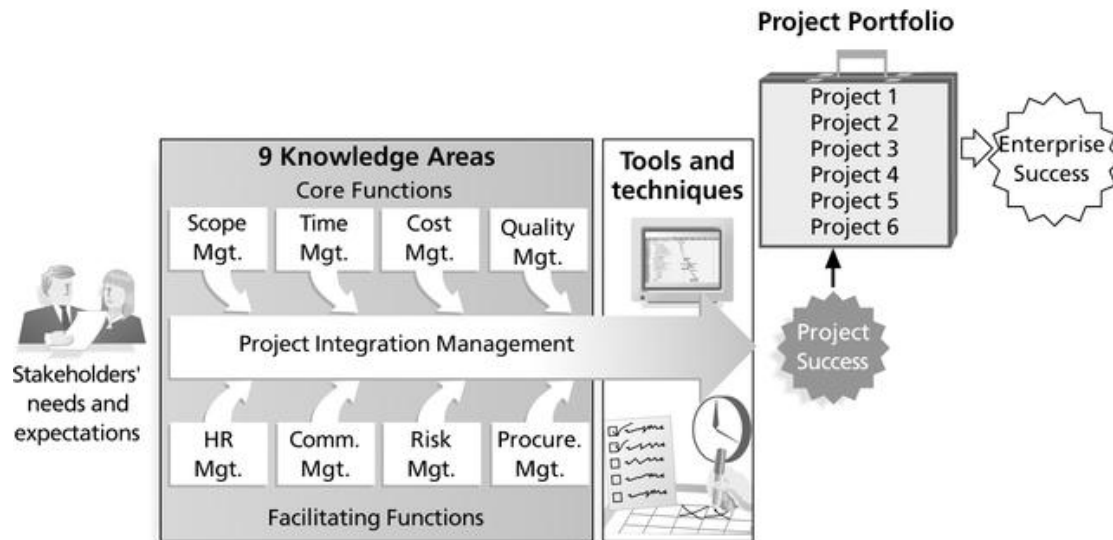 Project Portfolio
Project 1
Project 2
Project 3
Project 4
Project 5
Project 6
Enterprise
Success
9 Knowledge Areas
Core Functions
Scope
Mgt.
Time
Mgt.
Cost
Mgt.
Quality
Mgt.
Tools and
techniques
Project Integration Management
Project
Success
Stakeholders'
needs and
expectations
HR
Mgt.
Comm.
Mgt.
Risk
Mgt.
Procure.
Mgt.
Facilitating Functions